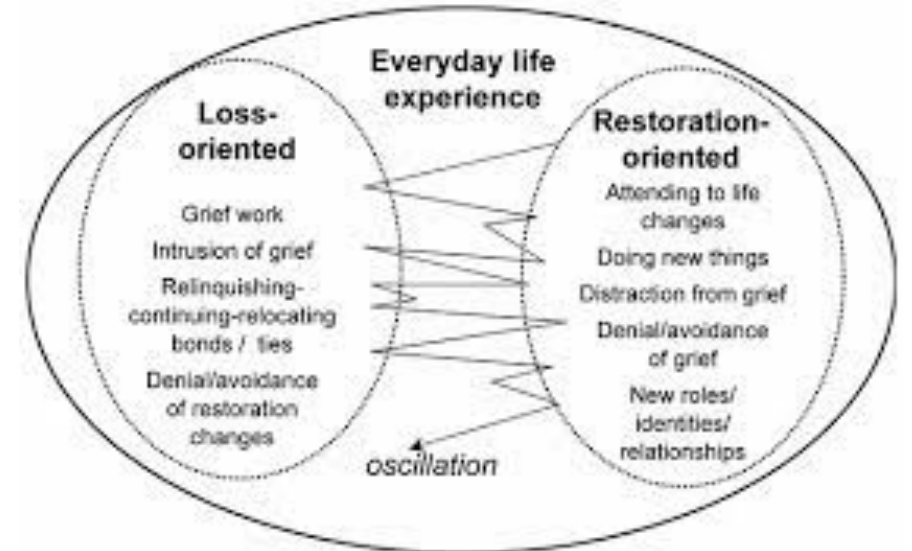 Everyday life
experience
Loss-
oriented
Grief work
Intrusion of grief
Relinquishing-
continuing-relocating
bonds / ties
Denial/avoidance
of restoration
changes
Restoration-
oriented
Attending to life
changes
Doing new things
Distraction from grief
Denial/avoidance
of grief
New roles/
identities/
relationships
oscillation